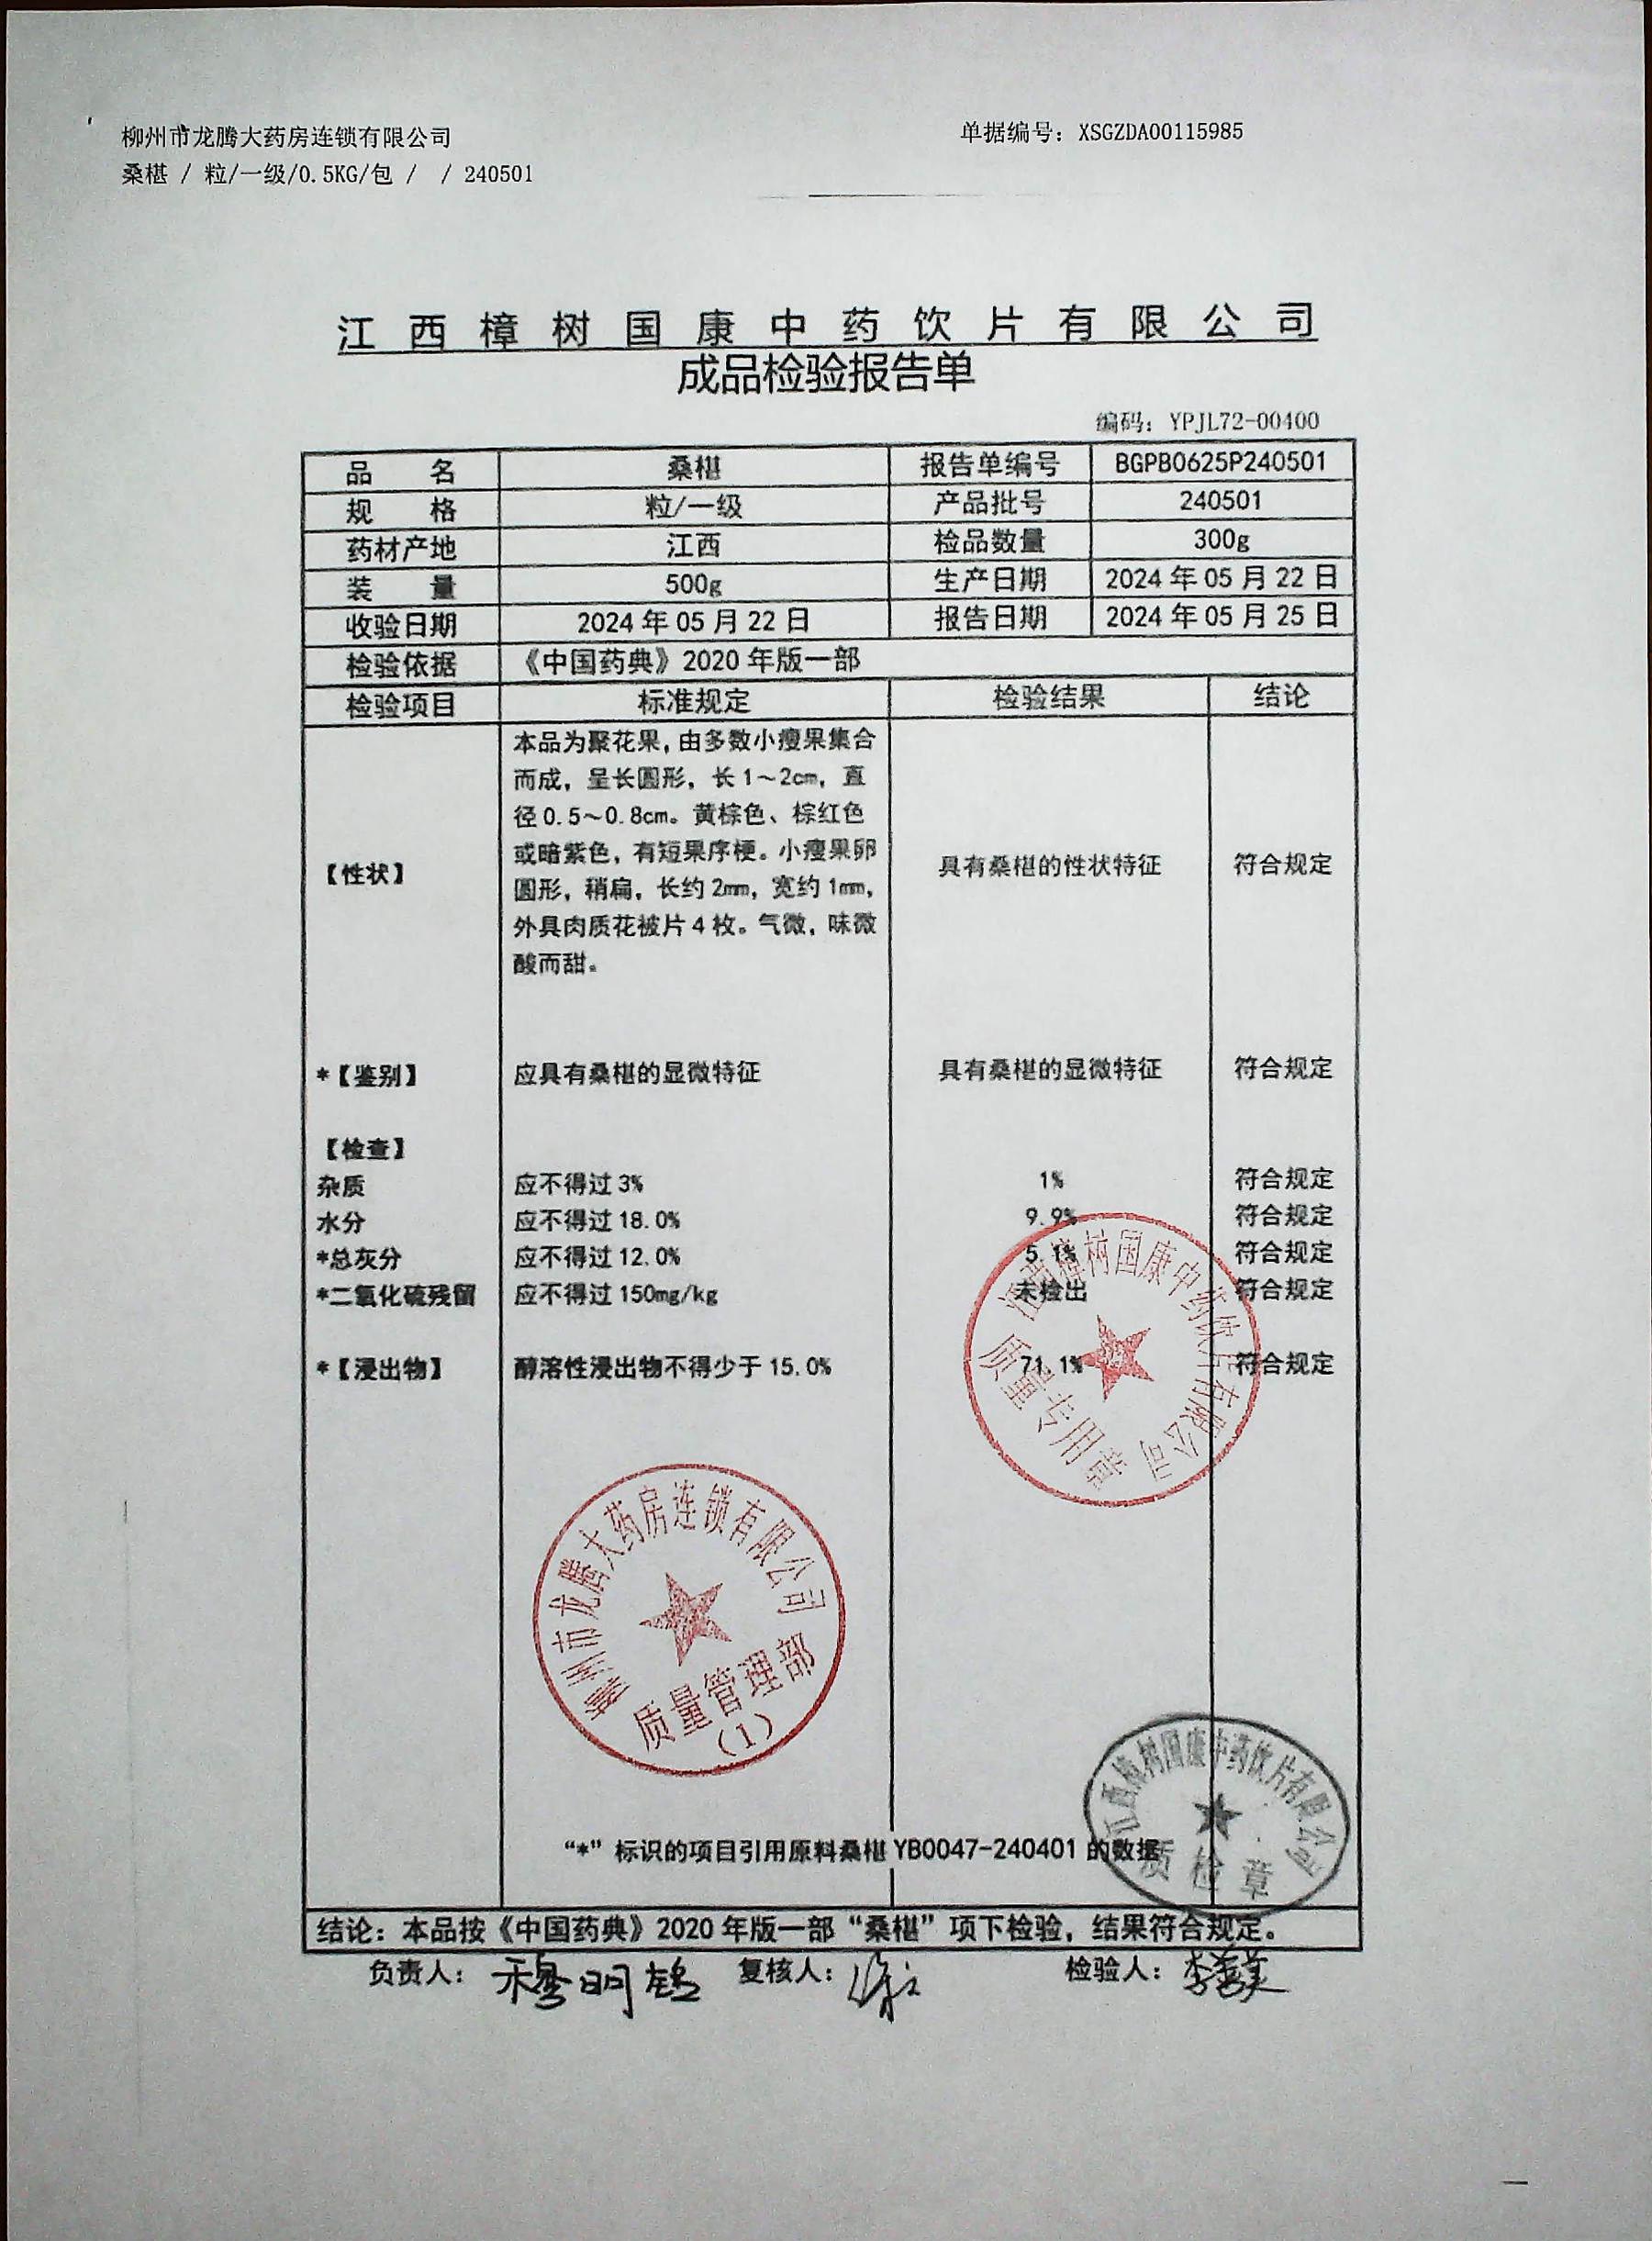 柳州市龙腾大药房连锁有限公司 单据编号：XSGZDA00115985
桑椹 / 粒/一级/0.5KG/包 / / 240501
江西樟树国康中药饮片有限公司
成品检验报告单
编码：YPJL72-00400
品名 桑椹 报告单编号 BGPB0625P240501
规格 粒/一级 产品批号 240501
药材产地 江西 检品数量 300g
装量 500g 生产日期 2024年05月22日
收验日期 2024年05月22日 报告日期 2024年05月25日
检验依据 《中国药典》2020年版一部
检验项目 标准规定 检验结果 结论
本品为聚花果，由多数小瘦果集合
而成，呈长圆形，长1～2cm，直
径0.5～0.8cm。黄棕色、棕红色
或暗紫色，有短果序梗。小瘦果卵
【性状】 圆形，稍扁，长约2mm，宽约1mm， 具有桑椹的性状特征 符合规定
外具肉质花被片4枚。气微，味微
酸而甜。
*【鉴别】 应具有桑椹的显微特征 具有桑椹的显微特征 符合规定
【检查】
杂质 应不得过3% 1% 符合规定
水分 应不得过18.0% 9.9% 符合规定
*总灰分 应不得过12.0% 5.1% 符合规定
*二氧化硫残留 应不得过150mg/kg 未检出 符合规定
*【浸出物】 醇溶性浸出物不得少于15.0% 71.1% 符合规定
江西樟树国康中药饮片有限公司
质量专用章
柳州市龙腾大药房连锁有限公司
质量管理部
（1）
江西樟树国康中药饮片有限公司
质检章
“*”标识的项目引用原料桑椹YB0047-240401的数据
结论：本品按《中国药典》2020年版一部“桑椹”项下检验，结果符合规定。
负责人： 复核人： 检验人：